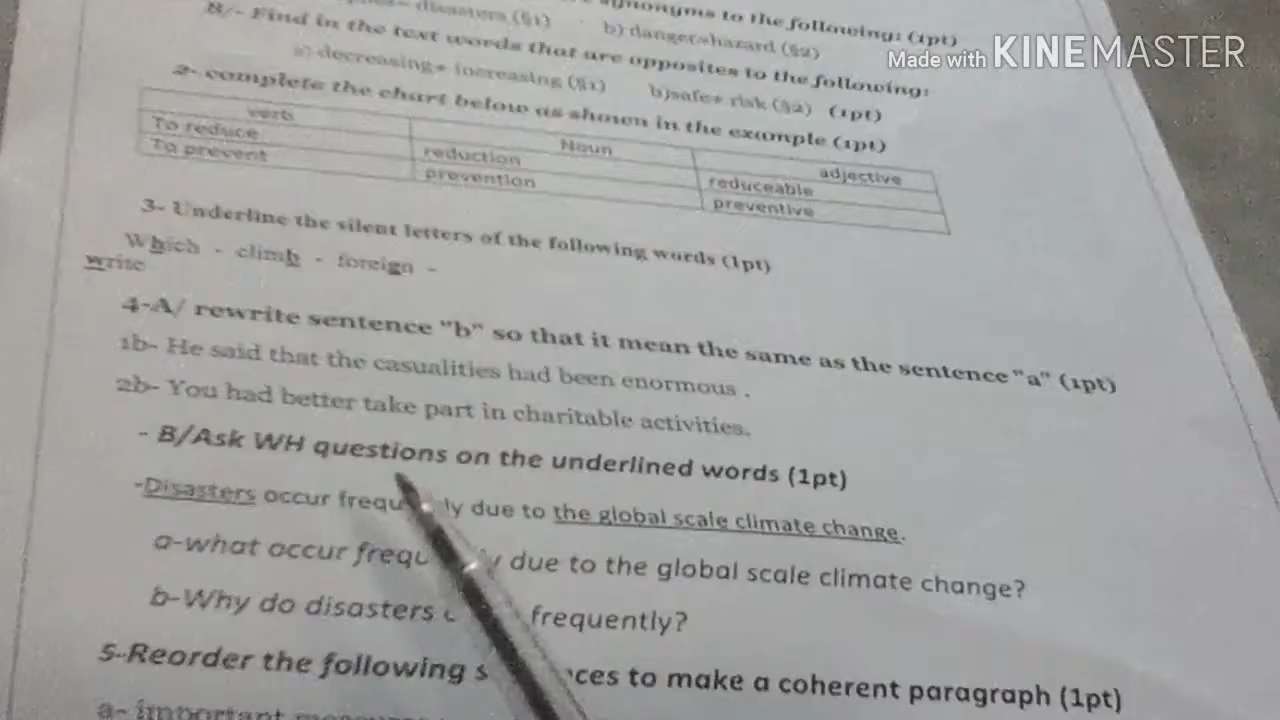 synonyms to the following: (1pt)
disasters (§1) b) danger=hazard (§2)
B/- Find in the text words that are opposites to the following:
a) decreasing≠ increasing (§1) b)safe≠ risk (§2) (1pt)
2- complete the chart below as shown in the example (1pt)
verb Noun adjective
To reduce reduction reduceable
To prevent prevention preventive
3- Underline the silent letters of the following words (1pt)
Which - climb - foreign -
write
4-A/ rewrite sentence "b" so that it mean the same as the sentence "a" (1pt)
1b- He said that the casualities had been enormous .
2b- You had better take part in charitable activities.
- B/Ask WH questions on the underlined words (1pt)
-Disasters occur frequ ly due to the global scale climate change.
a-what occur frequ y due to the global scale climate change?
b-Why do disasters frequently?
5-Reorder the following s ces to make a coherent paragraph (1pt)
a- important
Made with KINEMASTER